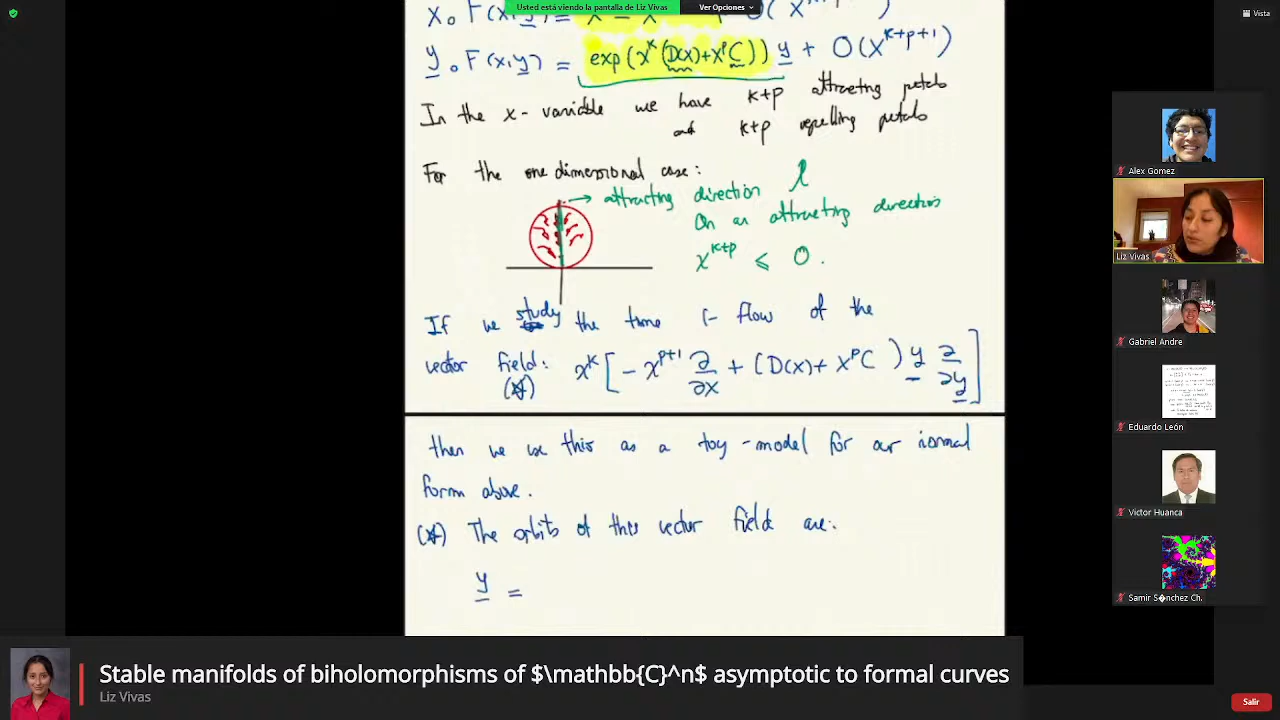 Usted está viendo la pantalla de Liz Vivas
Ver Opciones
Vista
y∘F(x,y) = exp(x^k(D(x)+x^pC)) y + O(x^{k+p+1})
In the x-variable we have k+p attracting petals
and k+p repelling petals
For the one dimensional case:
→ attracting direction ℓ
On an attracting direction
x^{k+p} ≤ 0.
If we study the time 1-flow of the
vector field: x^k[-x^{p+1} ∂/∂x + (D(x)+x^pC) y ∂/∂y]
(*)
then we use this as a toy-model for our normal
form above.
(*) The orbits of this vector field are:
y =
Alex Gomez
Liz Vivas
Gabriel Andre
Eduardo León
Victor Huanca
Samir S�nchez Ch.
Stable manifolds of biholomorphisms of $\mathbb{C}^n$ asymptotic to formal curves
Liz Vivas
Salir